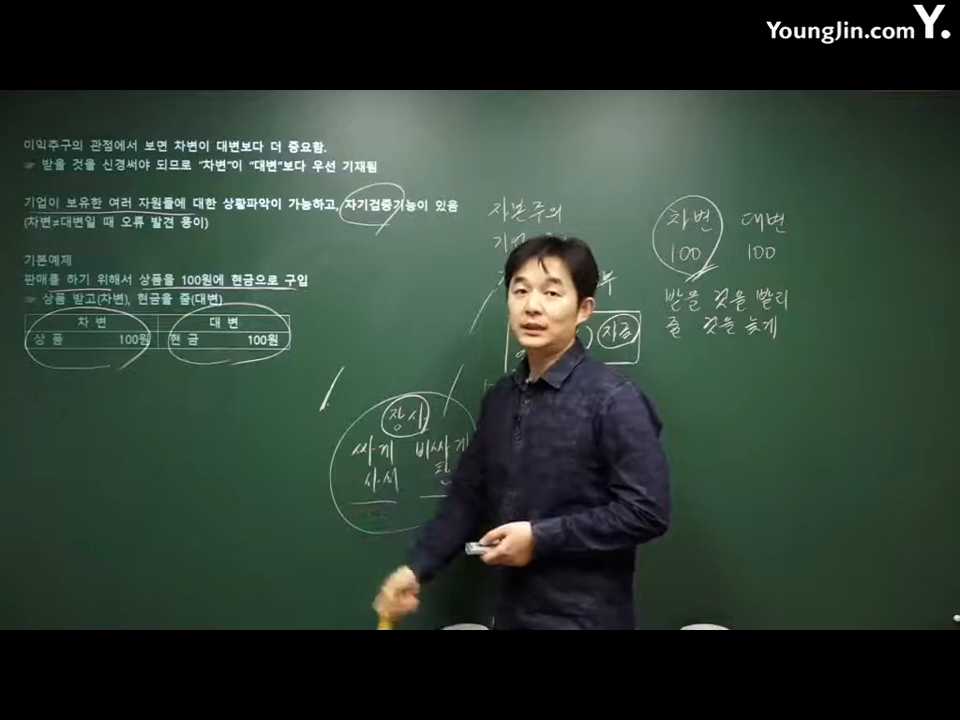 YoungJin.com Y.
이익추구의 관점에서 보면 차변이 대변보다 더 중요함.
☞ 받을 것을 신경써야 되므로 "차변"이 "대변"보다 우선 기재됨
기업이 보유한 여러 자원들에 대한 상황파악이 가능하고, 자기검증기능이 있음
(차변≠대변일 때 오류 발견 용이)
기본예제
판매를 하기 위해서 상품을 100원에 현금으로 구입
☞ 상품 받고(차변), 현금을 줌(대변)
차 변 대 변
상 품 100원 현 금 100원
자본주의
기업
부
자금
장사
싸게 비싸게
사서
차변 대변
100 100
받을 것을 빨리
줄 것을 늦게